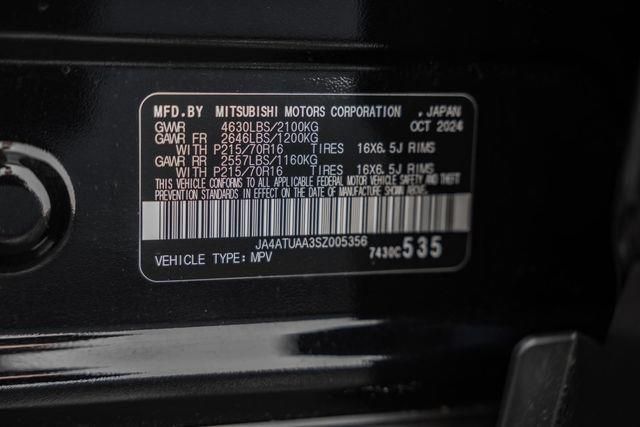 MFD.BY MITSUBISHI MOTORS CORPORATION , JAPAN
GVWR 4630LBS/2100KG OCT 2024
GAWR FR 2646LBS/1200KG
WITH P215/70R16 TIRES 16X6.5J RIMS
GAWR RR 2557LBS/1160KG
WITH P215/70R16 TIRES 16X6.5J RIMS
THIS VEHICLE CONFORMS TO ALL APPLICABLE FEDERAL MOTOR VEHICLE SAFETY AND THEFT
PREVENTION STANDARDS IN EFFECT ON THE DATE OF MANUFACTURE SHOWN ABOVE.
JA4ATUAA3SZ005356
VEHICLE TYPE: MPV 7430C535